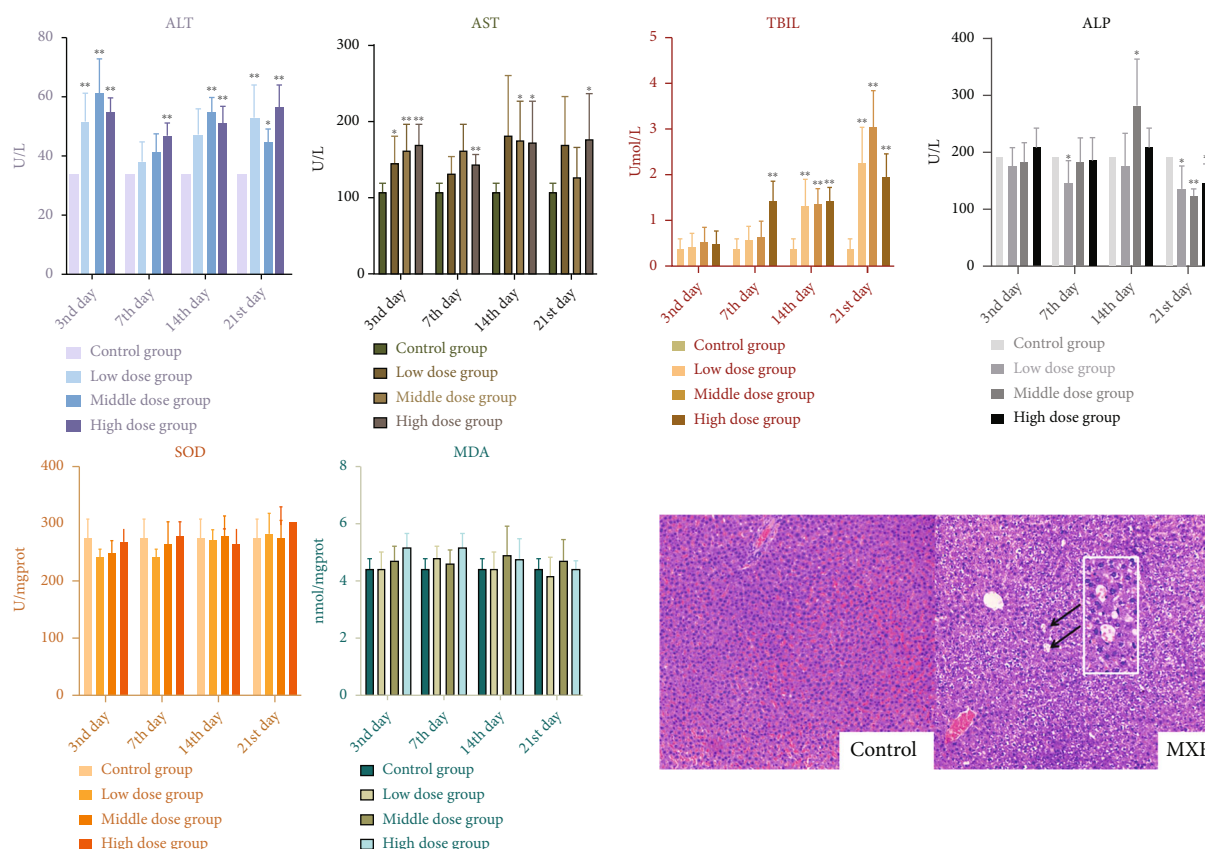 ALT
U/L
80
60
40
20
0
** ** **
**
** **
** * **
3nd day
7th day
14th day
21st day
Control group
Low dose group
Middle dose group
High dose group
AST
U/L
300
200
100
0
* ** **
**
* *
*
3nd day
7th day
14th day
21st day
Control group
Low dose group
Middle dose group
High dose group
TBIL
Umol/L
5
4
3
2
1
0
**
** ** **
** ** **
3nd day
7th day
14th day
21st day
Control group
Low dose group
Middle dose group
High dose group
ALP
U/L
400
300
200
100
0
*
*
* **
3nd day
7th day
14th day
21st day
Control group
Low dose group
Middle dose group
High dose group
SOD
U/mgprot
400
300
200
100
0
3nd day
7th day
14th day
21st day
Control group
Low dose group
Middle dose group
High dose group
MDA
nmol/mgprot
8
6
4
2
0
3nd day
7th day
14th day
21st day
Control group
Low dose group
Middle dose group
High dose group
Control